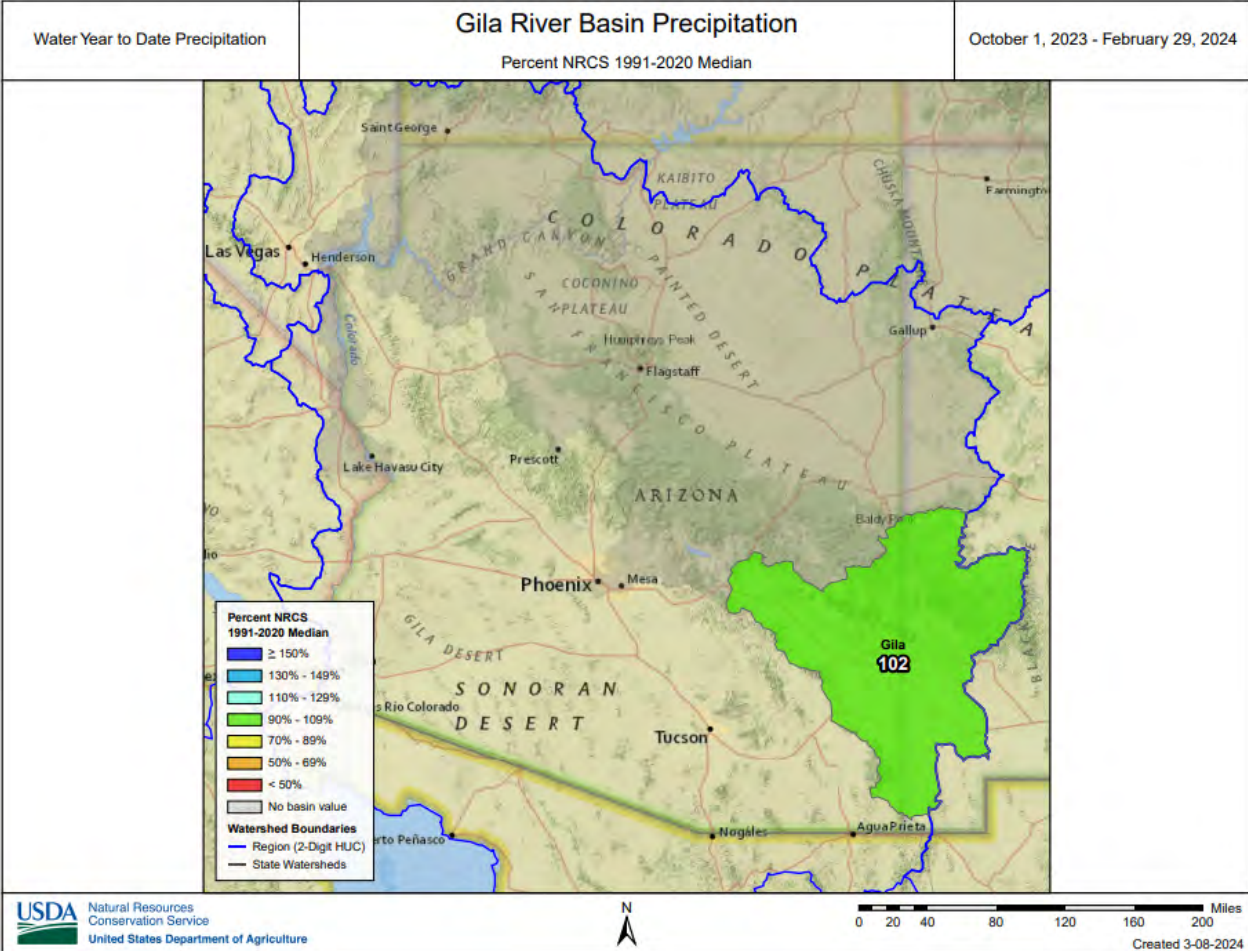 Water Year to Date Precipitation
Gila River Basin Precipitation
Percent NRCS 1991-2020 Median
October 1, 2023 - February 29, 2024
Saint George
KAIBITO
PLATEAU
CHUSKA
Farmington
COLORADO PLATEA
Las Vegas
Henderson
GRAND CANYON
PAINTED DESERT
COCONINO
PLATEAU
SAN FRANCISCO PLATEAU
Colorado
Gallup
Humphreys Peak
Flagstaff
Lake Havasu City
Prescott
ARIZONA
Baldy
Phoenix
Mesa
GILA DESERT
SONORAN
DESERT
Gila
102
Tucson
s Rio Colorado
Nogales
Agua Prieta
erto Peñasco
Percent NRCS
1991-2020 Median
≥ 150%
130% - 149%
110% - 129%
90% - 109%
70% - 89%
50% - 69%
< 50%
No basin value
Watershed Boundaries
Region (2-Digit HUC)
State Watersheds
USDA
Natural Resources
Conservation Service
United States Department of Agriculture
N
Miles
0 20 40 80 120 160 200
Created 3-08-2024